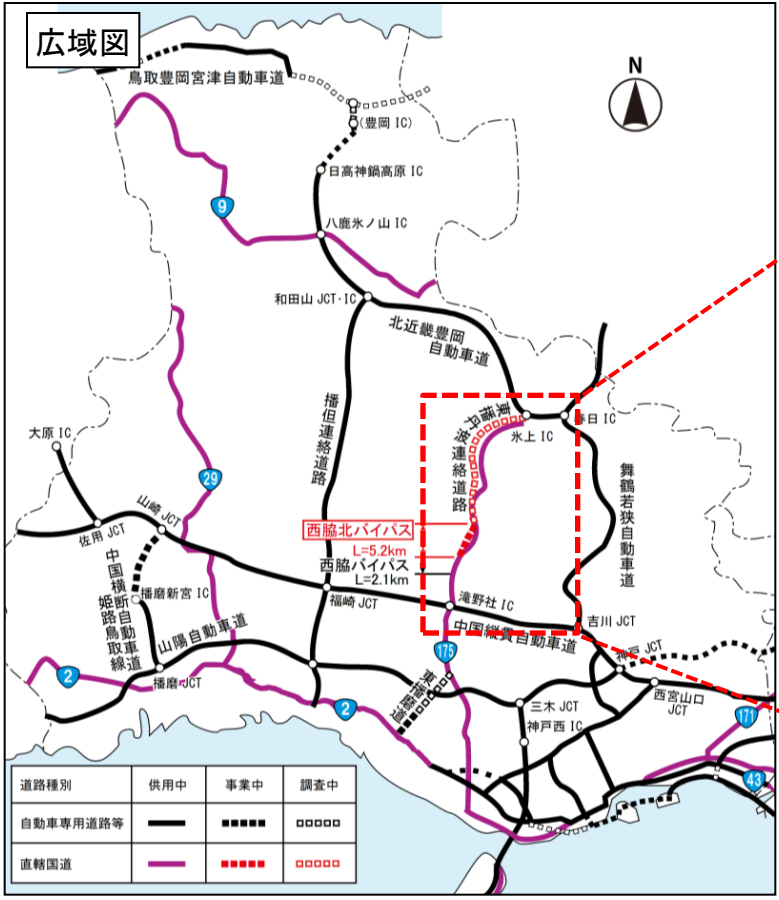 広域図
鳥取豊岡宮津自動車道
N
(豊岡 IC)
日高神鍋高原 IC
9
八鹿氷ノ山 IC
和田山 JCT・IC
北近畿豊岡
自動車道
播但連絡道路
東播丹波連絡道路
春日 IC
氷上 IC
大原 IC
29
舞鶴若狭自動車道
山崎 JCT
佐用 JCT
西脇北バイパス
L=5.2km
西脇バイパス
L=2.1km
中国横断自動車道
姫路鳥取線
播磨新宮 IC
福崎 JCT
滝野社 IC
吉川 JCT
中国縦貫自動車道
山陽自動車道
175
神戸 JCT
2
播磨 JCT
東播磨道
西宮山口
JCT
2
三木 JCT
171
神戸西 IC
43
道路種別 供用中 事業中 調査中
自動車専用道路等
直轄国道